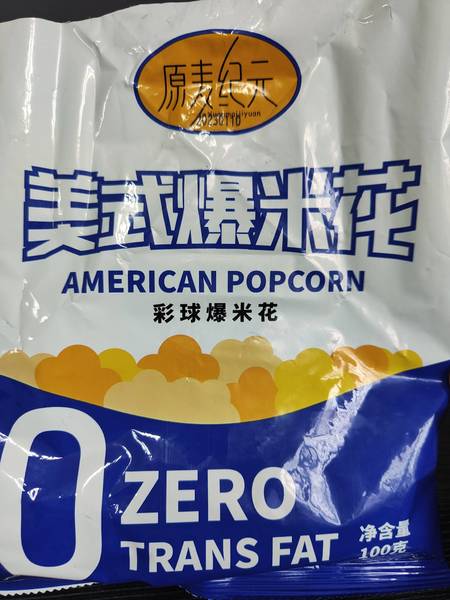 原麦纪元
20230110
美式爆米花
AMERICAN POPCORN
彩球爆米花
0
ZERO
TRANS FAT
净含量
100克